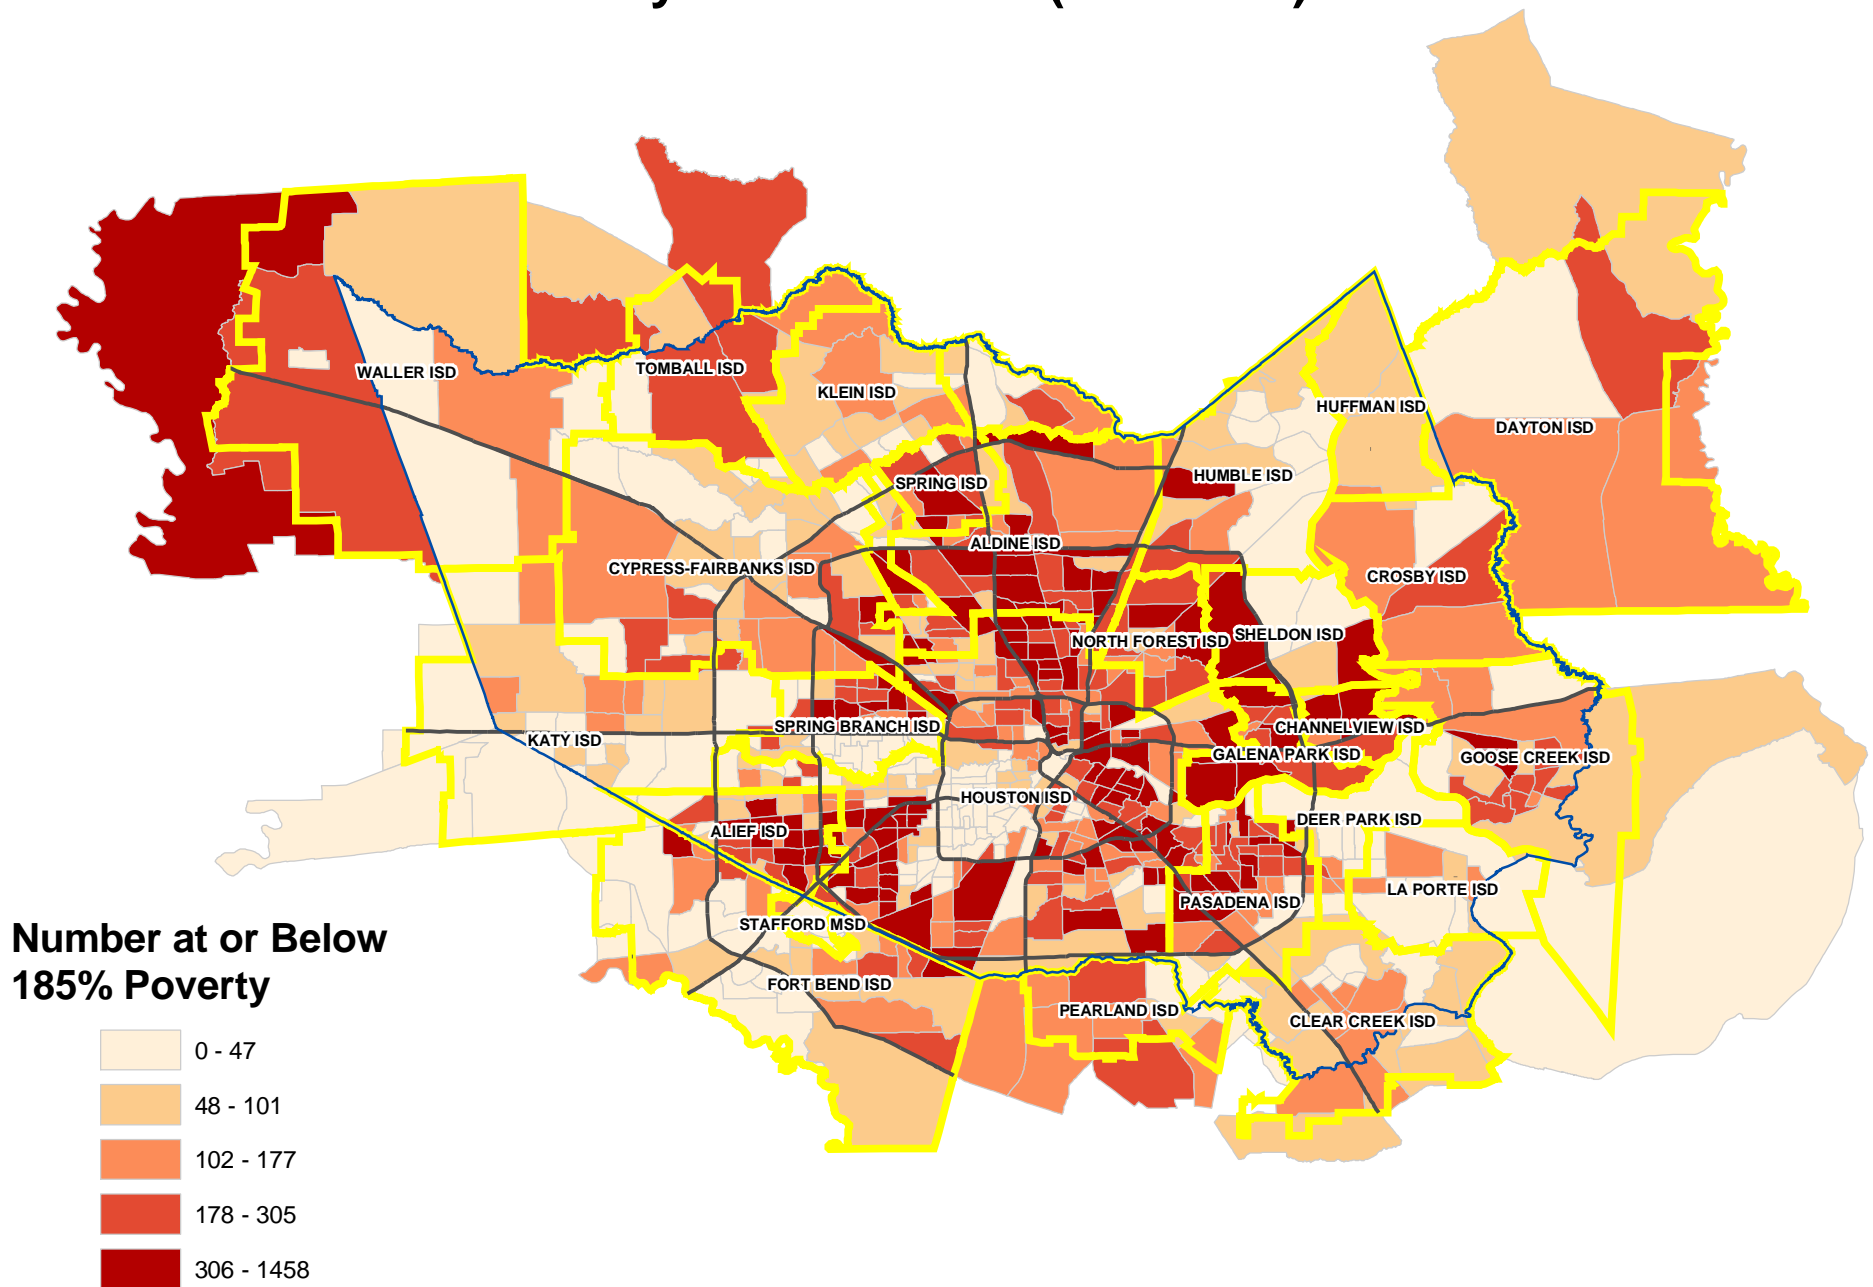 WALLER ISD
TOMBALL ISD
KLEIN ISD
HUFFMAN ISD
DAYTON ISD
SPRING ISD
HUMBLE ISD
ALDINE ISD
CYPRESS-FAIRBANKS ISD
CROSBY ISD
NORTH FOREST ISD
SHELDON ISD
SPRING BRANCH ISD
CHANNELVIEW ISD
KATY ISD
GALENA PARK ISD
GOOSE CREEK ISD
HOUSTON ISD
DEER PARK ISD
ALIEF ISD
LA PORTE ISD
PASADENA ISD
STAFFORD MSD
FORT BEND ISD
PEARLAND ISD
CLEAR CREEK ISD
Number at or Below
185% Poverty
0 - 47
48 - 101
102 - 177
178 - 305
306 - 1458